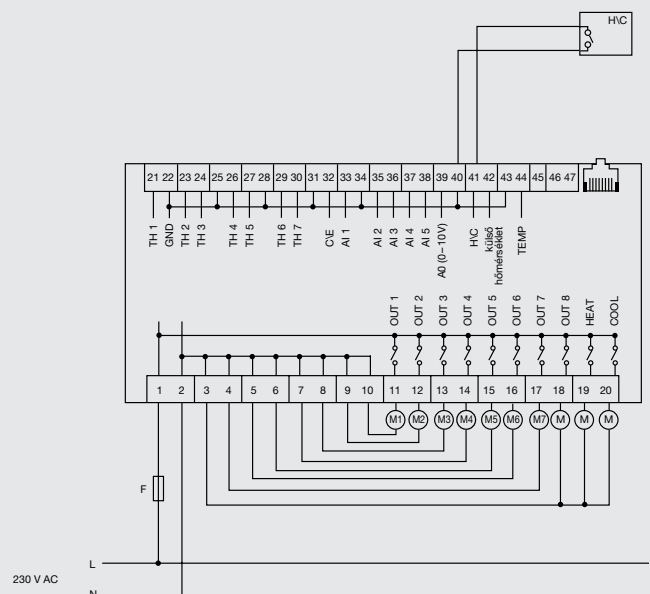 H\C
21 22 23 24 25 26 27 28 29 30 31 32 33 34 35 36 37 38 39 40 41 42 43 44 45 46 47
TH 1
GND
TH 2
TH 3
TH 4
TH 5
TH 6
TH 7
C\E
AI 1
AI 2
AI 3
AI 4
AI 5
A0 (0–10V)
H\C
külső
hőmérséklet
TEMP
OUT 1
OUT 2
OUT 3
OUT 4
OUT 5
OUT 6
OUT 7
OUT 8
HEAT
COOL
1 2 3 4 5 6 7 8 9 10 11 12 13 14 15 16 17 18 19 20
M1 M2 M3 M4 M5 M6 M7 M M M
F
L
230 V AC
N